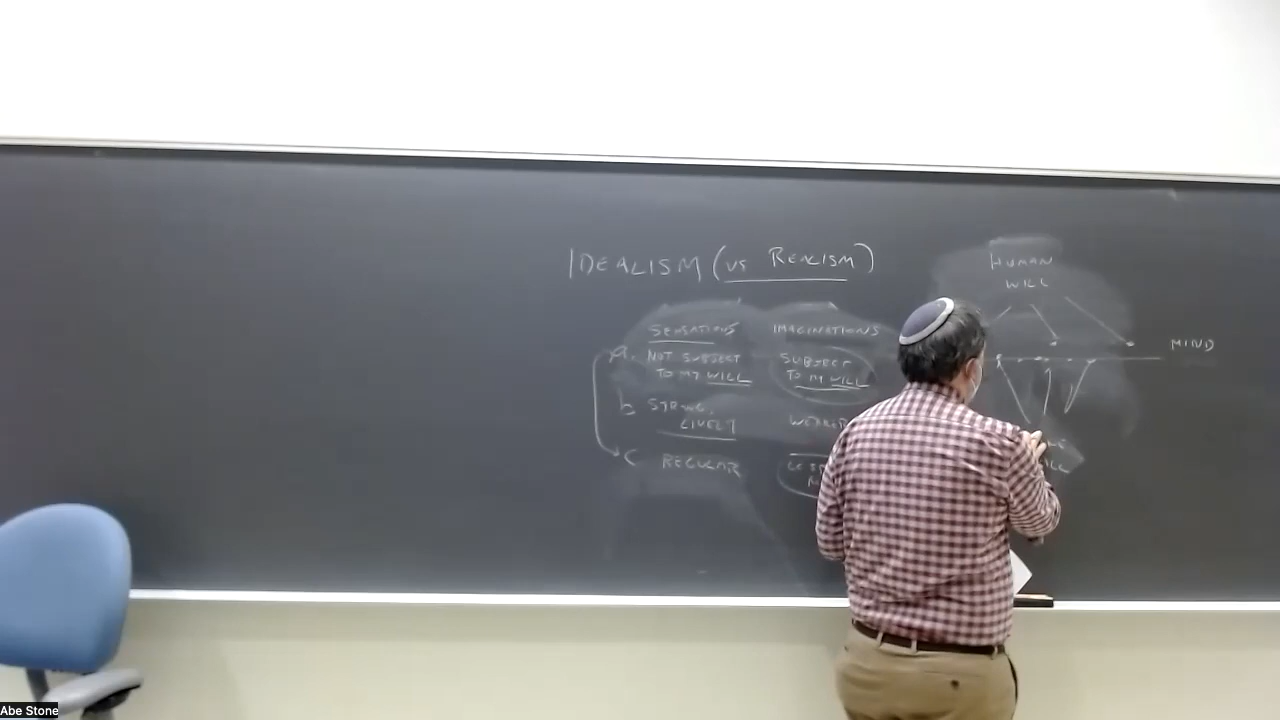 IDEALISM (VS REALISM)
SENSATIONS IMAGINATIONS
a. NOT SUBJECT TO MY WILL SUBJECT TO MY WILL
b STRONG, LIVELY
C REGULAR
HUMAN
WILL
MIND
Abe Stone